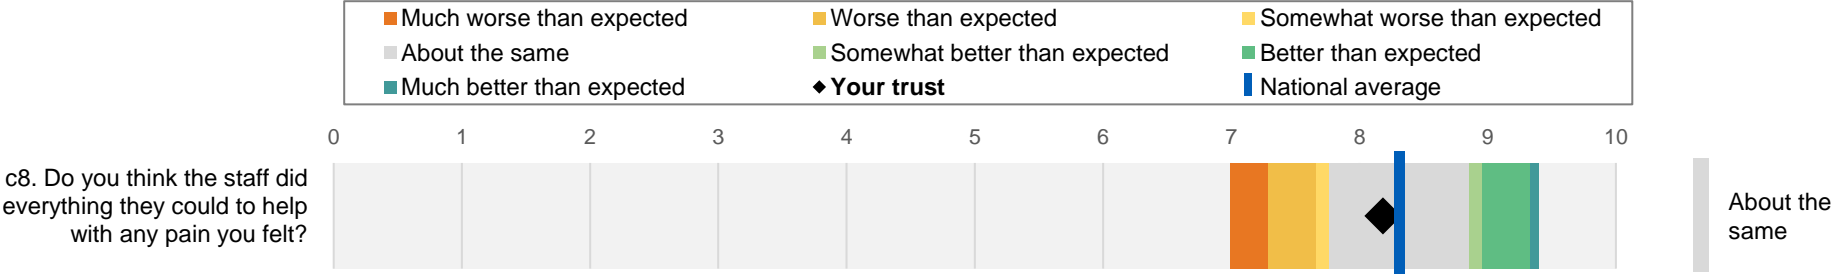 Much worse than expected Worse than expected Somewhat worse than expected
About the same Somewhat better than expected Better than expected
Much better than expected Your trust National average
0 1 2 3 4 5 6 7 8 9 10
c8. Do you think the staff did
everything they could to help
with any pain you felt?
About the
same